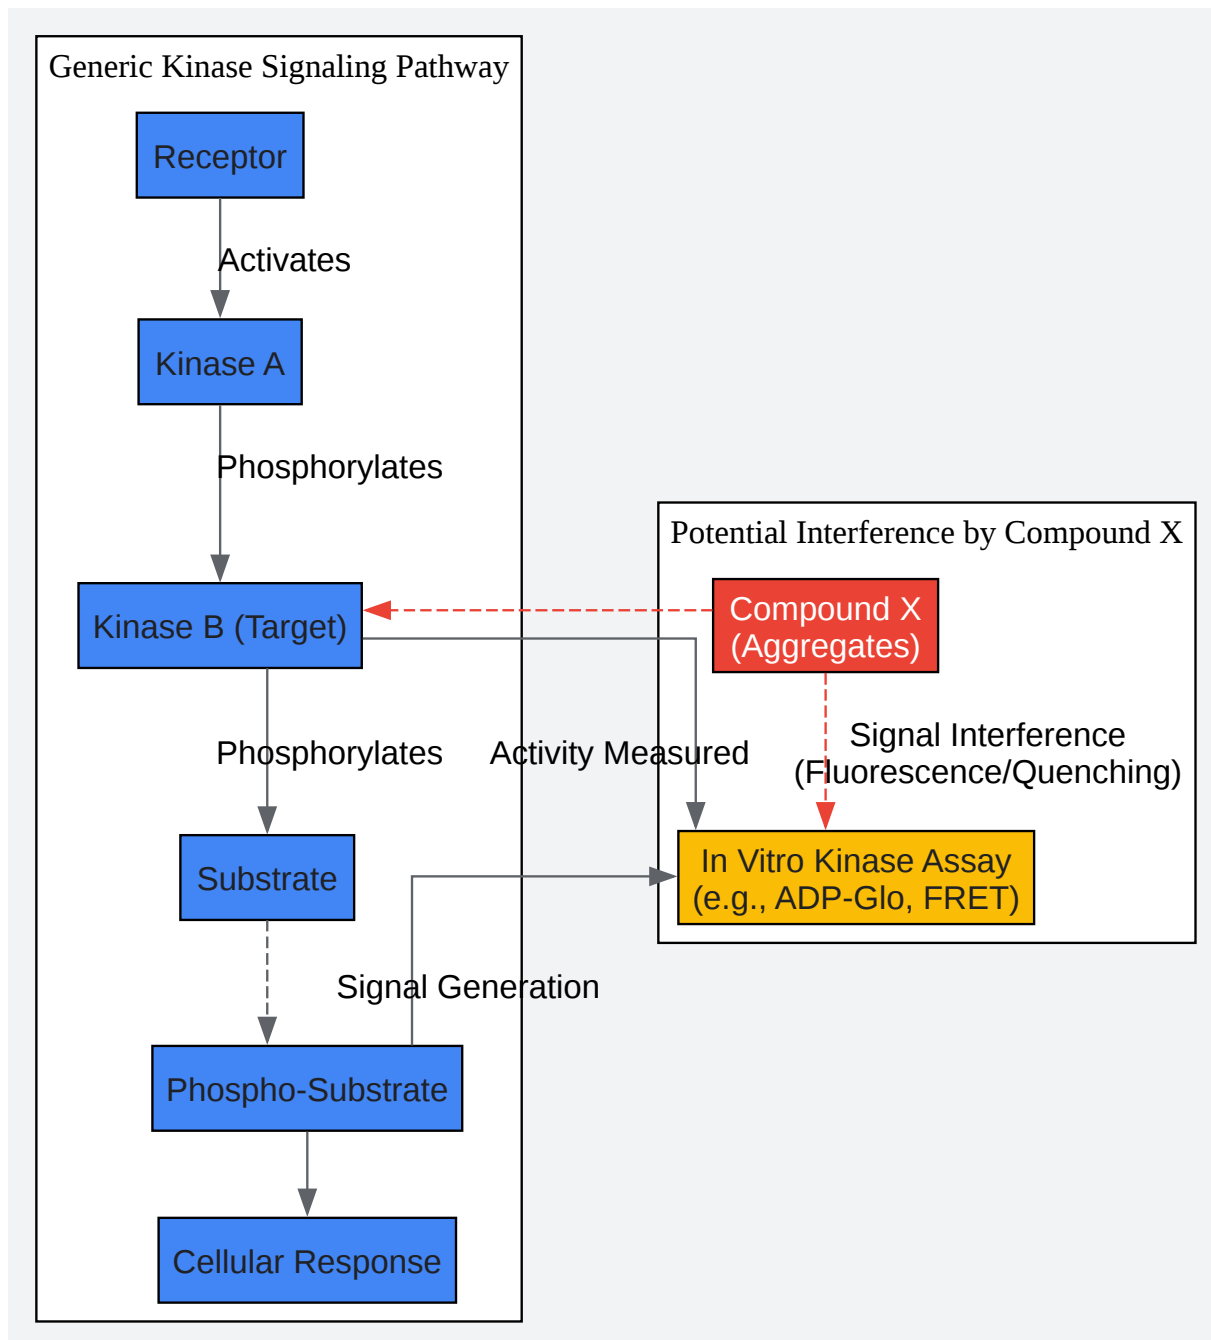 Generic Kinase Signaling Pathway
Receptor
Activates
Kinase A
Phosphorylates
Potential Interference by Compound X
Kinase B (Target)
Compound X
(Aggregates)
Phosphorylates
Activity Measured
Signal Interference
(Fluorescence/Quenching)
Substrate
In Vitro Kinase Assay
(e.g., ADP-Glo, FRET)
Signal Generation
Phospho-Substrate
Cellular Response